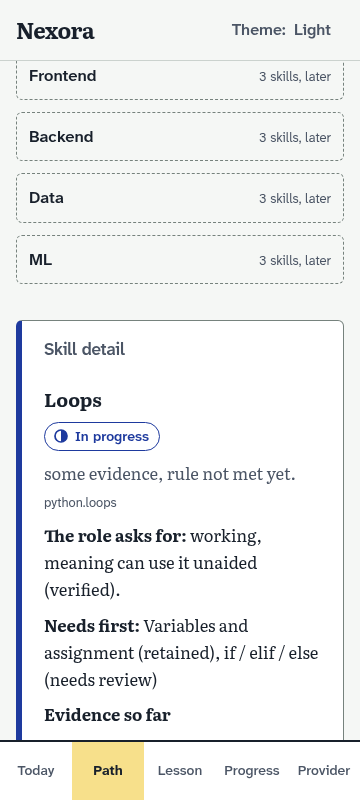 Nexora
Theme: Light
Frontend
3 skills, later
Backend
3 skills, later
Data
3 skills, later
ML
3 skills, later
Skill detail
Loops
In progress
some evidence, rule not met yet.
python.loops
The role asks for: working,
meaning can use it unaided
(verified).
Needs first: Variables and
assignment (retained), if / elif / else
(needs review)
Evidence so far
Today
Path
Lesson
Progress
Provider